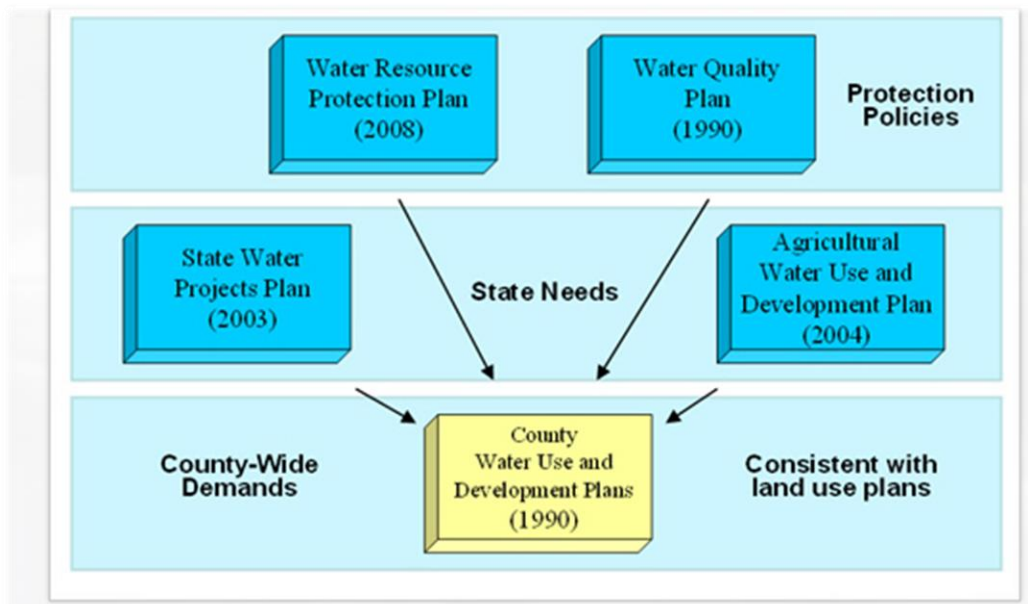 Water Resource
Protection Plan
(2008)
Water Quality
Plan
(1990)
Protection
Policies
State Water
Projects Plan
(2003)
State Needs
Agricultural
Water Use and
Development Plan
(2004)
County-Wide
Demands
County
Water Use and
Development Plans
(1990)
Consistent with
land use plans